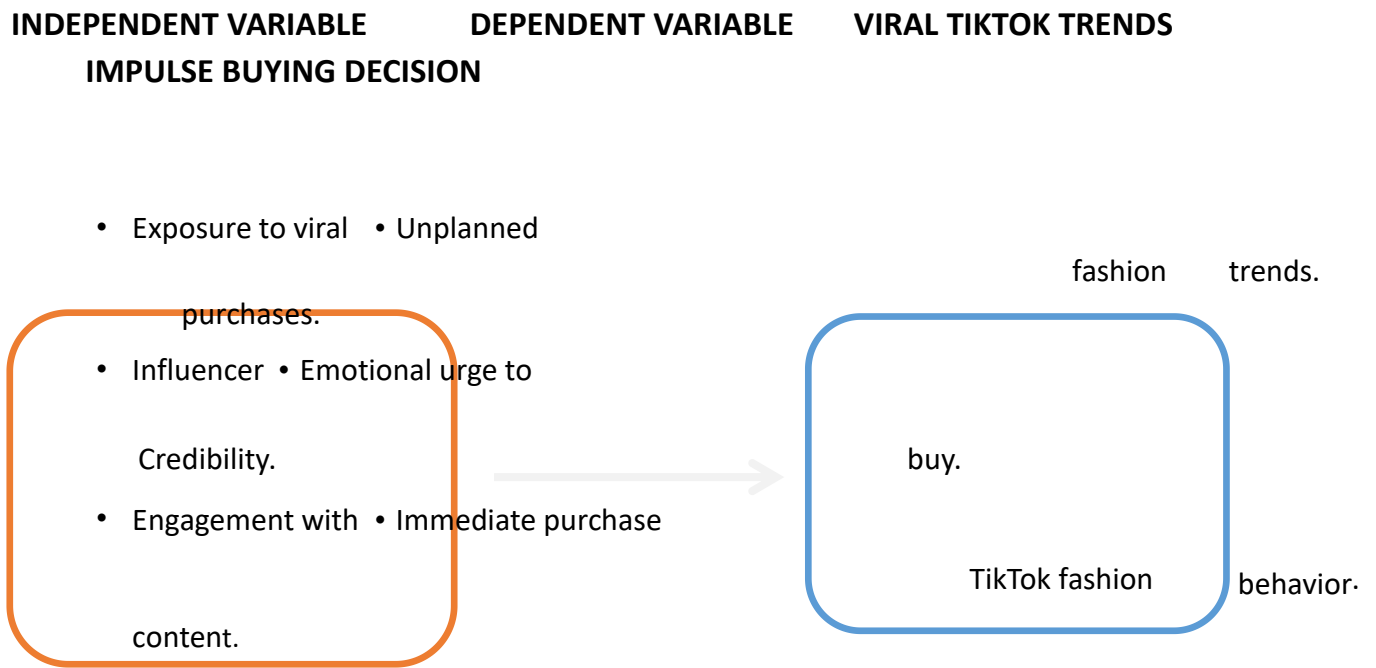 INDEPENDENT VARIABLE DEPENDENT VARIABLE VIRAL TIKTOK TRENDS
IMPULSE BUYING DECISION
• Exposure to viral • Unplanned
fashion trends.
purchases.
• Influencer • Emotional urge to
Credibility. buy.
• Engagement with • Immediate purchase
TikTok fashion behavior.
content.